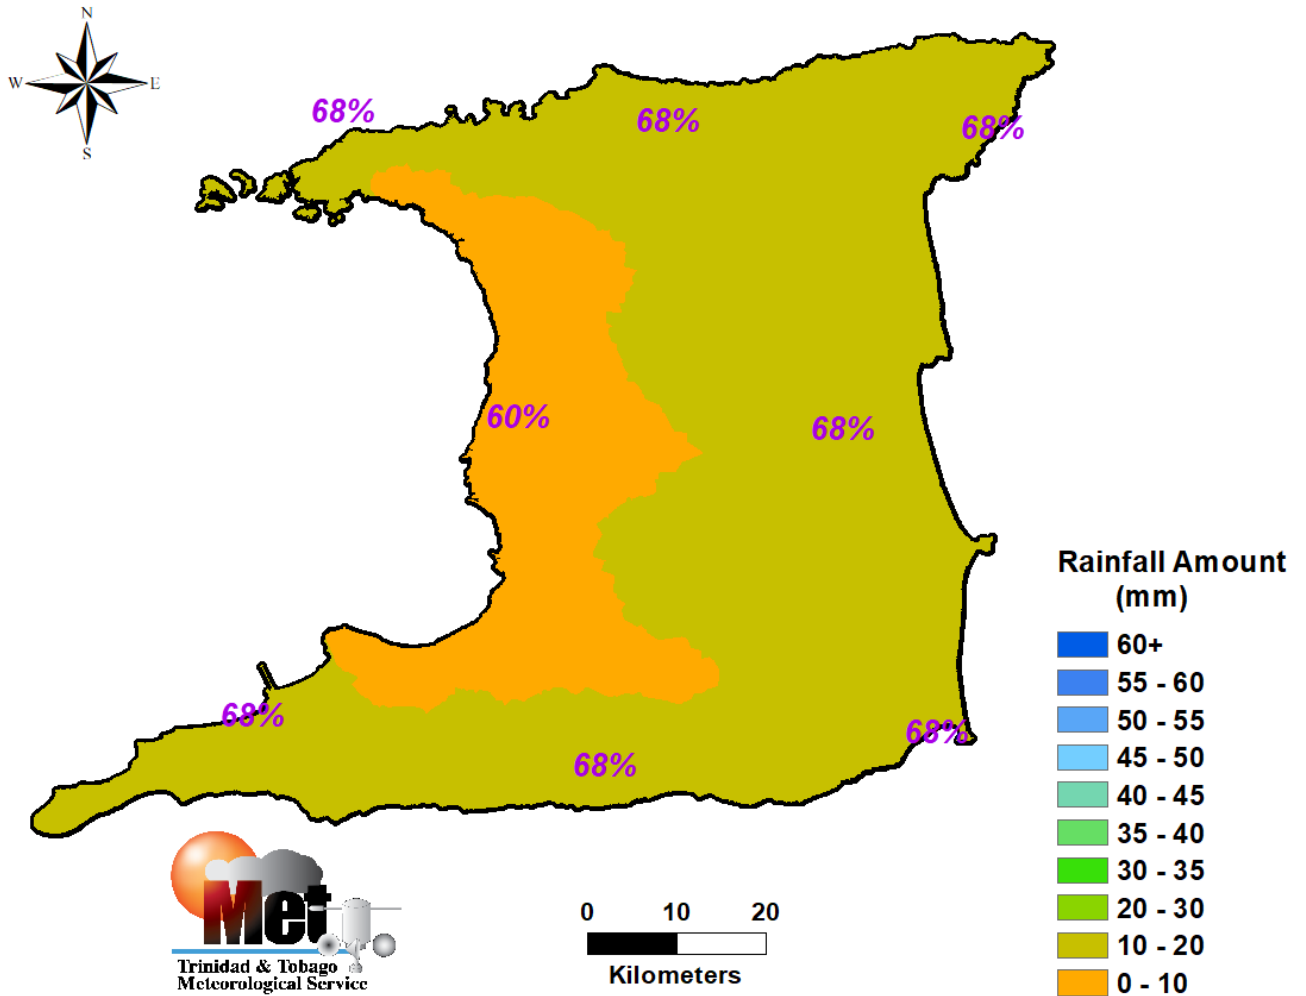 N
W E
S
68% 68% 68%
60% 68%
68% 68%
68%
Rainfall Amount
(mm)
60+
55 - 60
50 - 55
45 - 50
40 - 45
35 - 40
30 - 35
20 - 30
10 - 20
0 - 10
Met
Trinidad & Tobago
Meteorological Service
0 10 20
Kilometers